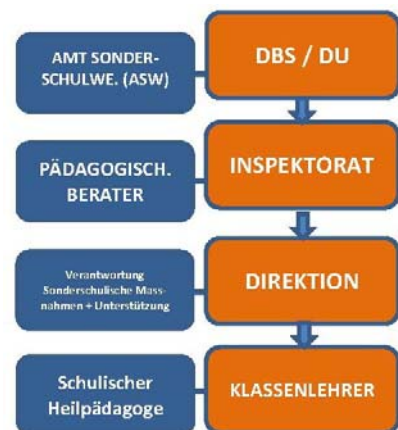 AMT SONDER-
SCHULWE. (ASW)
DBS / DU
PÄDAGOGISCH.
BERATER
INSPEKTORAT
Verantwortung
Sonderschulische Mass-
nahmen + Unterstützung
DIREKTION
Schulischer
Heilpädagoge
KLASSENLEHRER